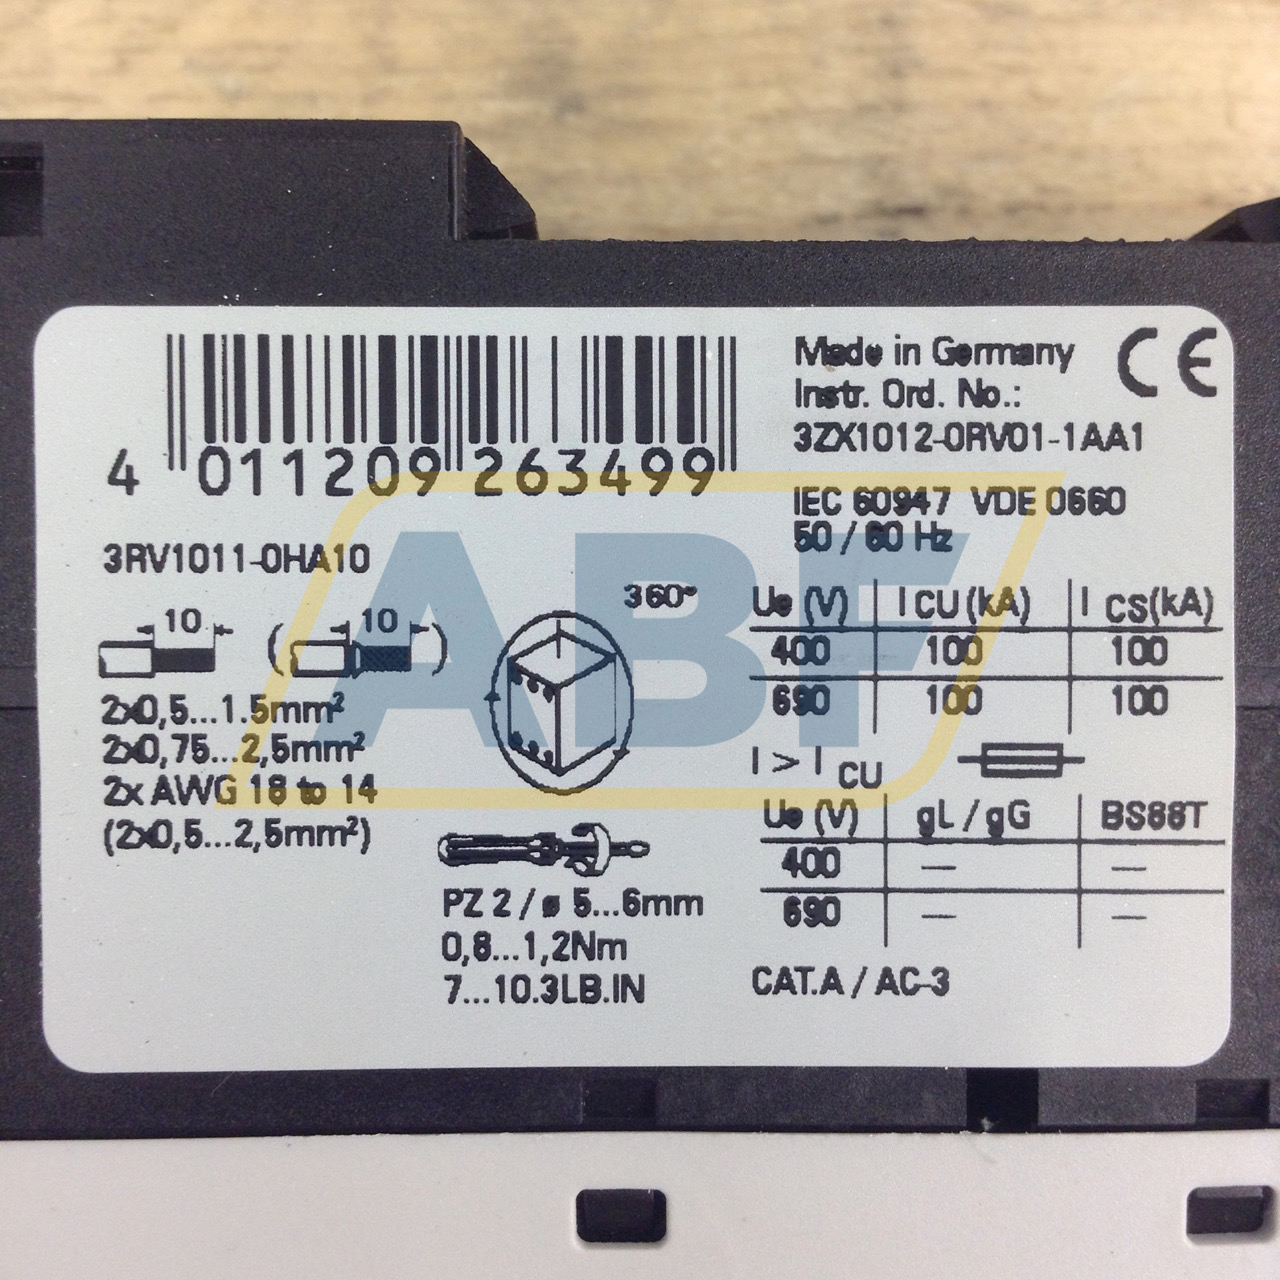 4 011209 263499
Made in Germany
CE
Instr. Ord. No.:
3ZX1012-0RV01-1AA1
IEC 60947 VDE 0660
50 / 60 Hz
3RV1011-0HA10
10
( 10 )
2x0,5...1.5mm²
2x0,75...2,5mm²
2x AWG 18 to 14
(2x0,5...2,5mm²)
360°
PZ 2 / ø 5...6mm
0,8...1,2Nm
7...10.3LB.IN
Ue (V) | I CU (kA) | I CS(kA)
400 100 100
690 100 100
I > I CU
Ue (V) gL / gG BS88T
400 — —
690 — —
CAT.A / AC-3
ABF